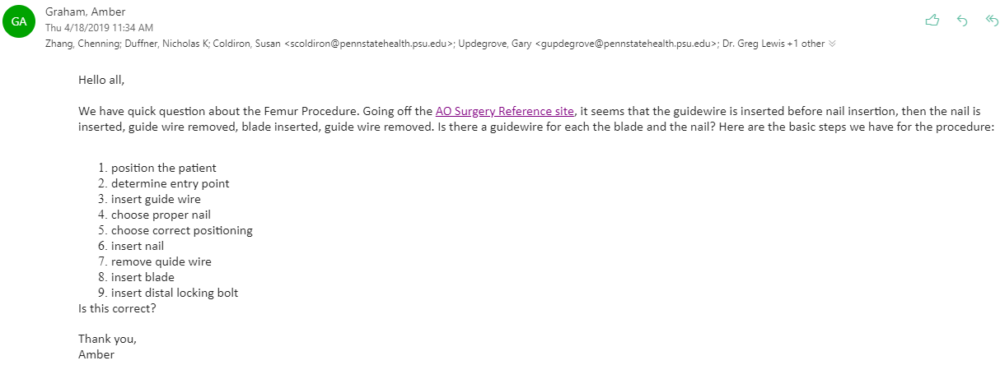 GA
Graham, Amber
Thu 4/18/2019 11:34 AM
Zhang, Chenning; Duffner, Nicholas K; Coldiron, Susan <scoldiron@pennstatehealth.psu.edu>; Updegrove, Gary <gupdegrove@pennstatehealth.psu.edu>; Dr. Greg Lewis +1 other
Hello all,
We have quick question about the Femur Procedure. Going off the AO Surgery Reference site, it seems that the guidewire is inserted before nail insertion, then the nail is
inserted, guide wire removed, blade inserted, guide wire removed. Is there a guidewire for each the blade and the nail? Here are the basic steps we have for the procedure:
1. position the patient
2. determine entry point
3. insert guide wire
4. choose proper nail
5. choose correct positioning
6. insert nail
7. remove quide wire
8. insert blade
9. insert distal locking bolt
Is this correct?
Thank you,
Amber